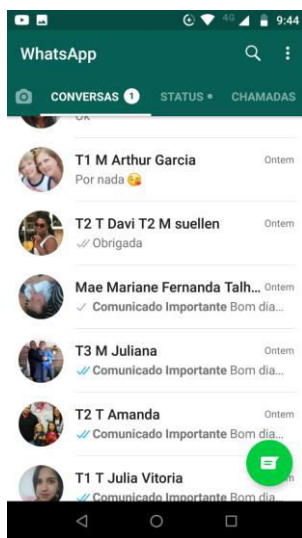 4G 9:44
WhatsApp
CONVERSAS 1 STATUS CHAMADAS
Ok
T1 M Arthur Garcia Ontem
Por nada 😘
T2 T Davi T2 M suellen Ontem
Obrigada
Mae Mariane Fernanda Talh... Ontem
Comunicado Importante Bom dia...
T3 M Juliana Ontem
Comunicado Importante Bom dia...
T2 T Amanda Ontem
Comunicado Importante Bom dia...
T1 T Julia Vitoria
Comunicado Importante Bom dia...